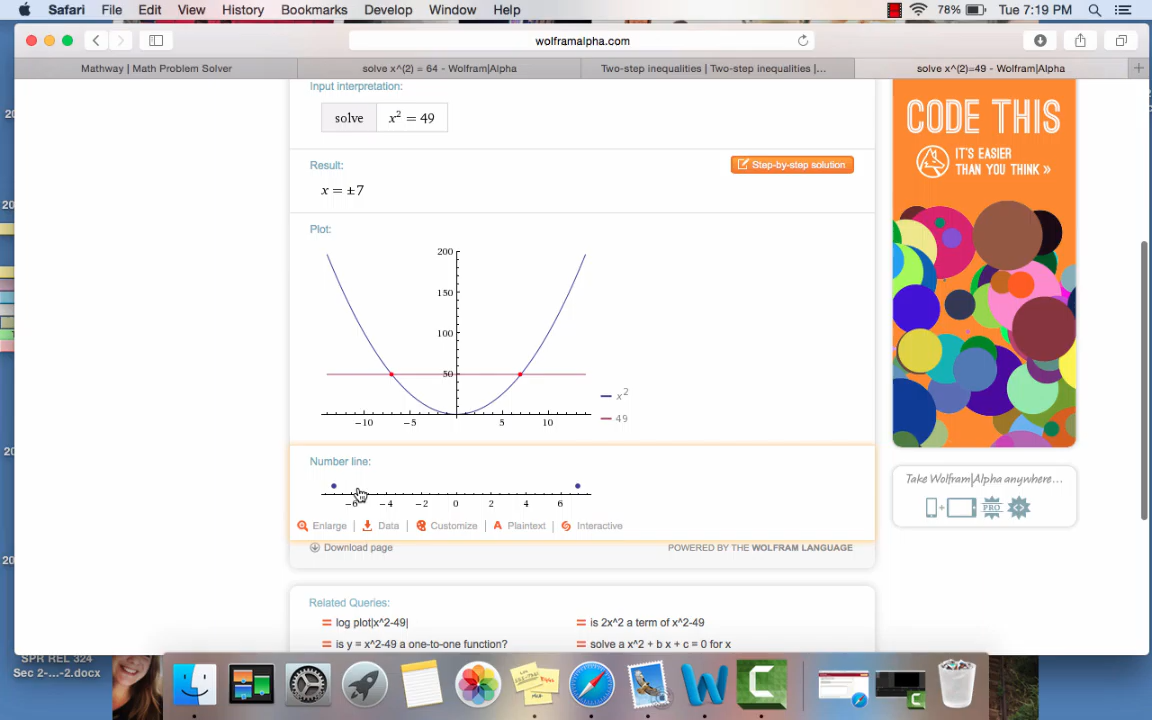 Safari File Edit View History Bookmarks Develop Window Help 78% Tue 7:19 PM
wolframalpha.com
Mathway | Math Problem Solver solve x^(2) = 64 - Wolfram|Alpha Two-step inequalities | Two-step inequalities |... solve x^(2)=49 - Wolfram|Alpha
Input interpretation:
solve x² = 49
Result:
Step-by-step solution
x = ±7
Plot:
200
150
100
50
−10 −5 5 10
x²
49
Number line:
−6 −4 −2 0 2 4 6
Enlarge Data Customize Plaintext Interactive
Download page POWERED BY THE WOLFRAM LANGUAGE
Related Queries:
= log plot|x^2-49| = is 2x^2 a term of x^2-49
= is y = x^2-49 a one-to-one function? = solve a x^2 + b x + c = 0 for x
CODE THIS
IT'S EASIER
THAN YOU THINK »
Take Wolfram|Alpha anywhere...
PRO
SPR REL 324
Sec 2-...-2.docx